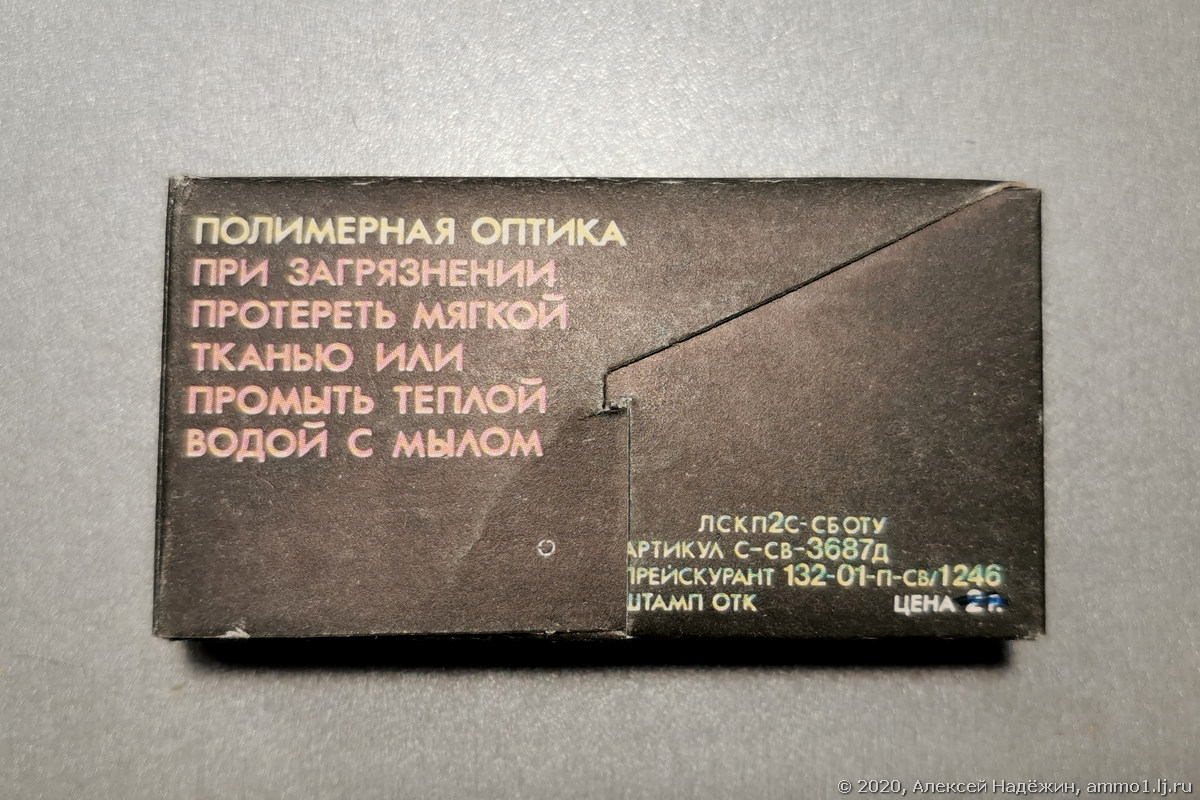 ПОЛИМЕРНАЯ ОПТИКА
ПРИ ЗАГРЯЗНЕНИИ
ПРОТЕРЕТЬ МЯГКОЙ
ТКАНЬЮ ИЛИ
ПРОМЫТЬ ТЕПЛОЙ
ВОДОЙ С МЫЛОМ
ЛСКП2С-СБОТУ
АРТИКУЛ С-СВ-3687Д
ПРЕЙСКУРАНТ 132-01-П-СВ/1246
ШТАМП ОТК ЦЕНА 2 р.
© 2020, Алексей Надёжин, ammo1.lj.ru